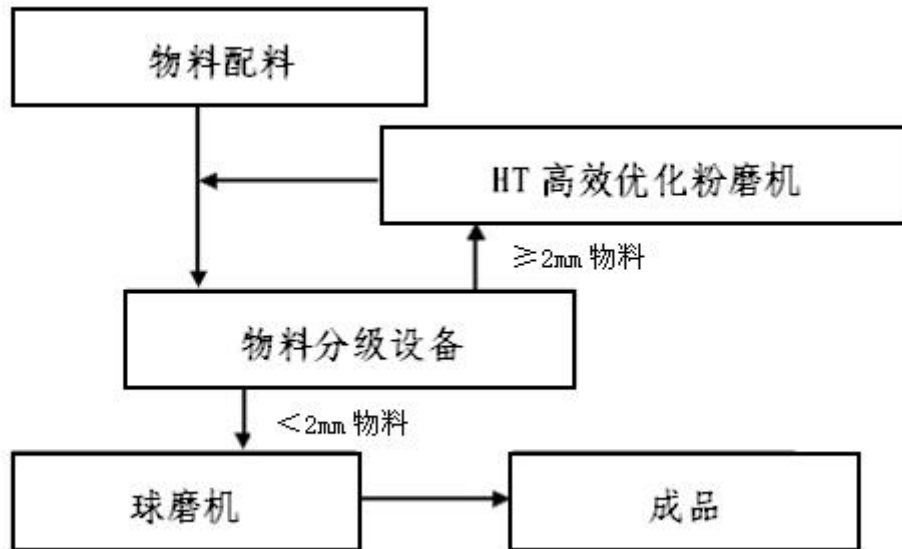 物料配料
HT 高效优化粉磨机
≥2mm 物料
物料分级设备
<2mm 物料
球磨机
成品